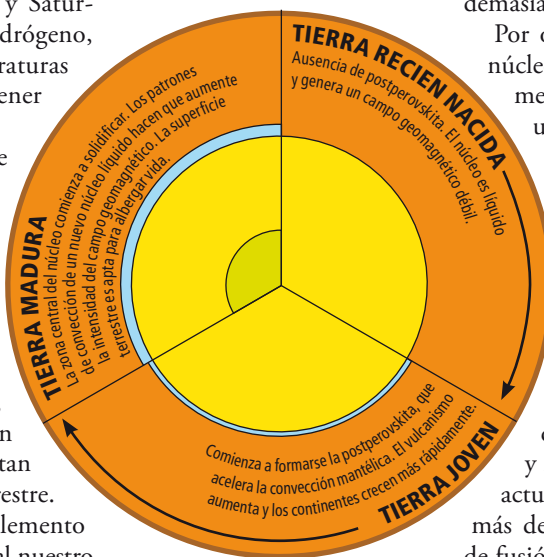 y Satur-
drógeno,
raturas
ener
e
n
tan
restre.
lemento
al nuestro
TIERRA RECIEN NACIDA
Ausencia de postperovskita. El núcleo es líquido
y genera un campo geomagnético débil.
TIERRA JOVEN
Comienza a formarse la postperovskita, que
acelera la convección mantélica. El vulcanismo
aumenta y los continentes crecen más rápidamente.
TIERRA MADURA
La zona central del núcleo comienza a solidificar. Los patrones
de convección de un nuevo núcleo líquido hacen que aumente
la intensidad del campo geomagnético. La superficie
terrestre es apta para albergar vida.
demasia
Por o
núcle
me
u
y
actu
más de
de fusió